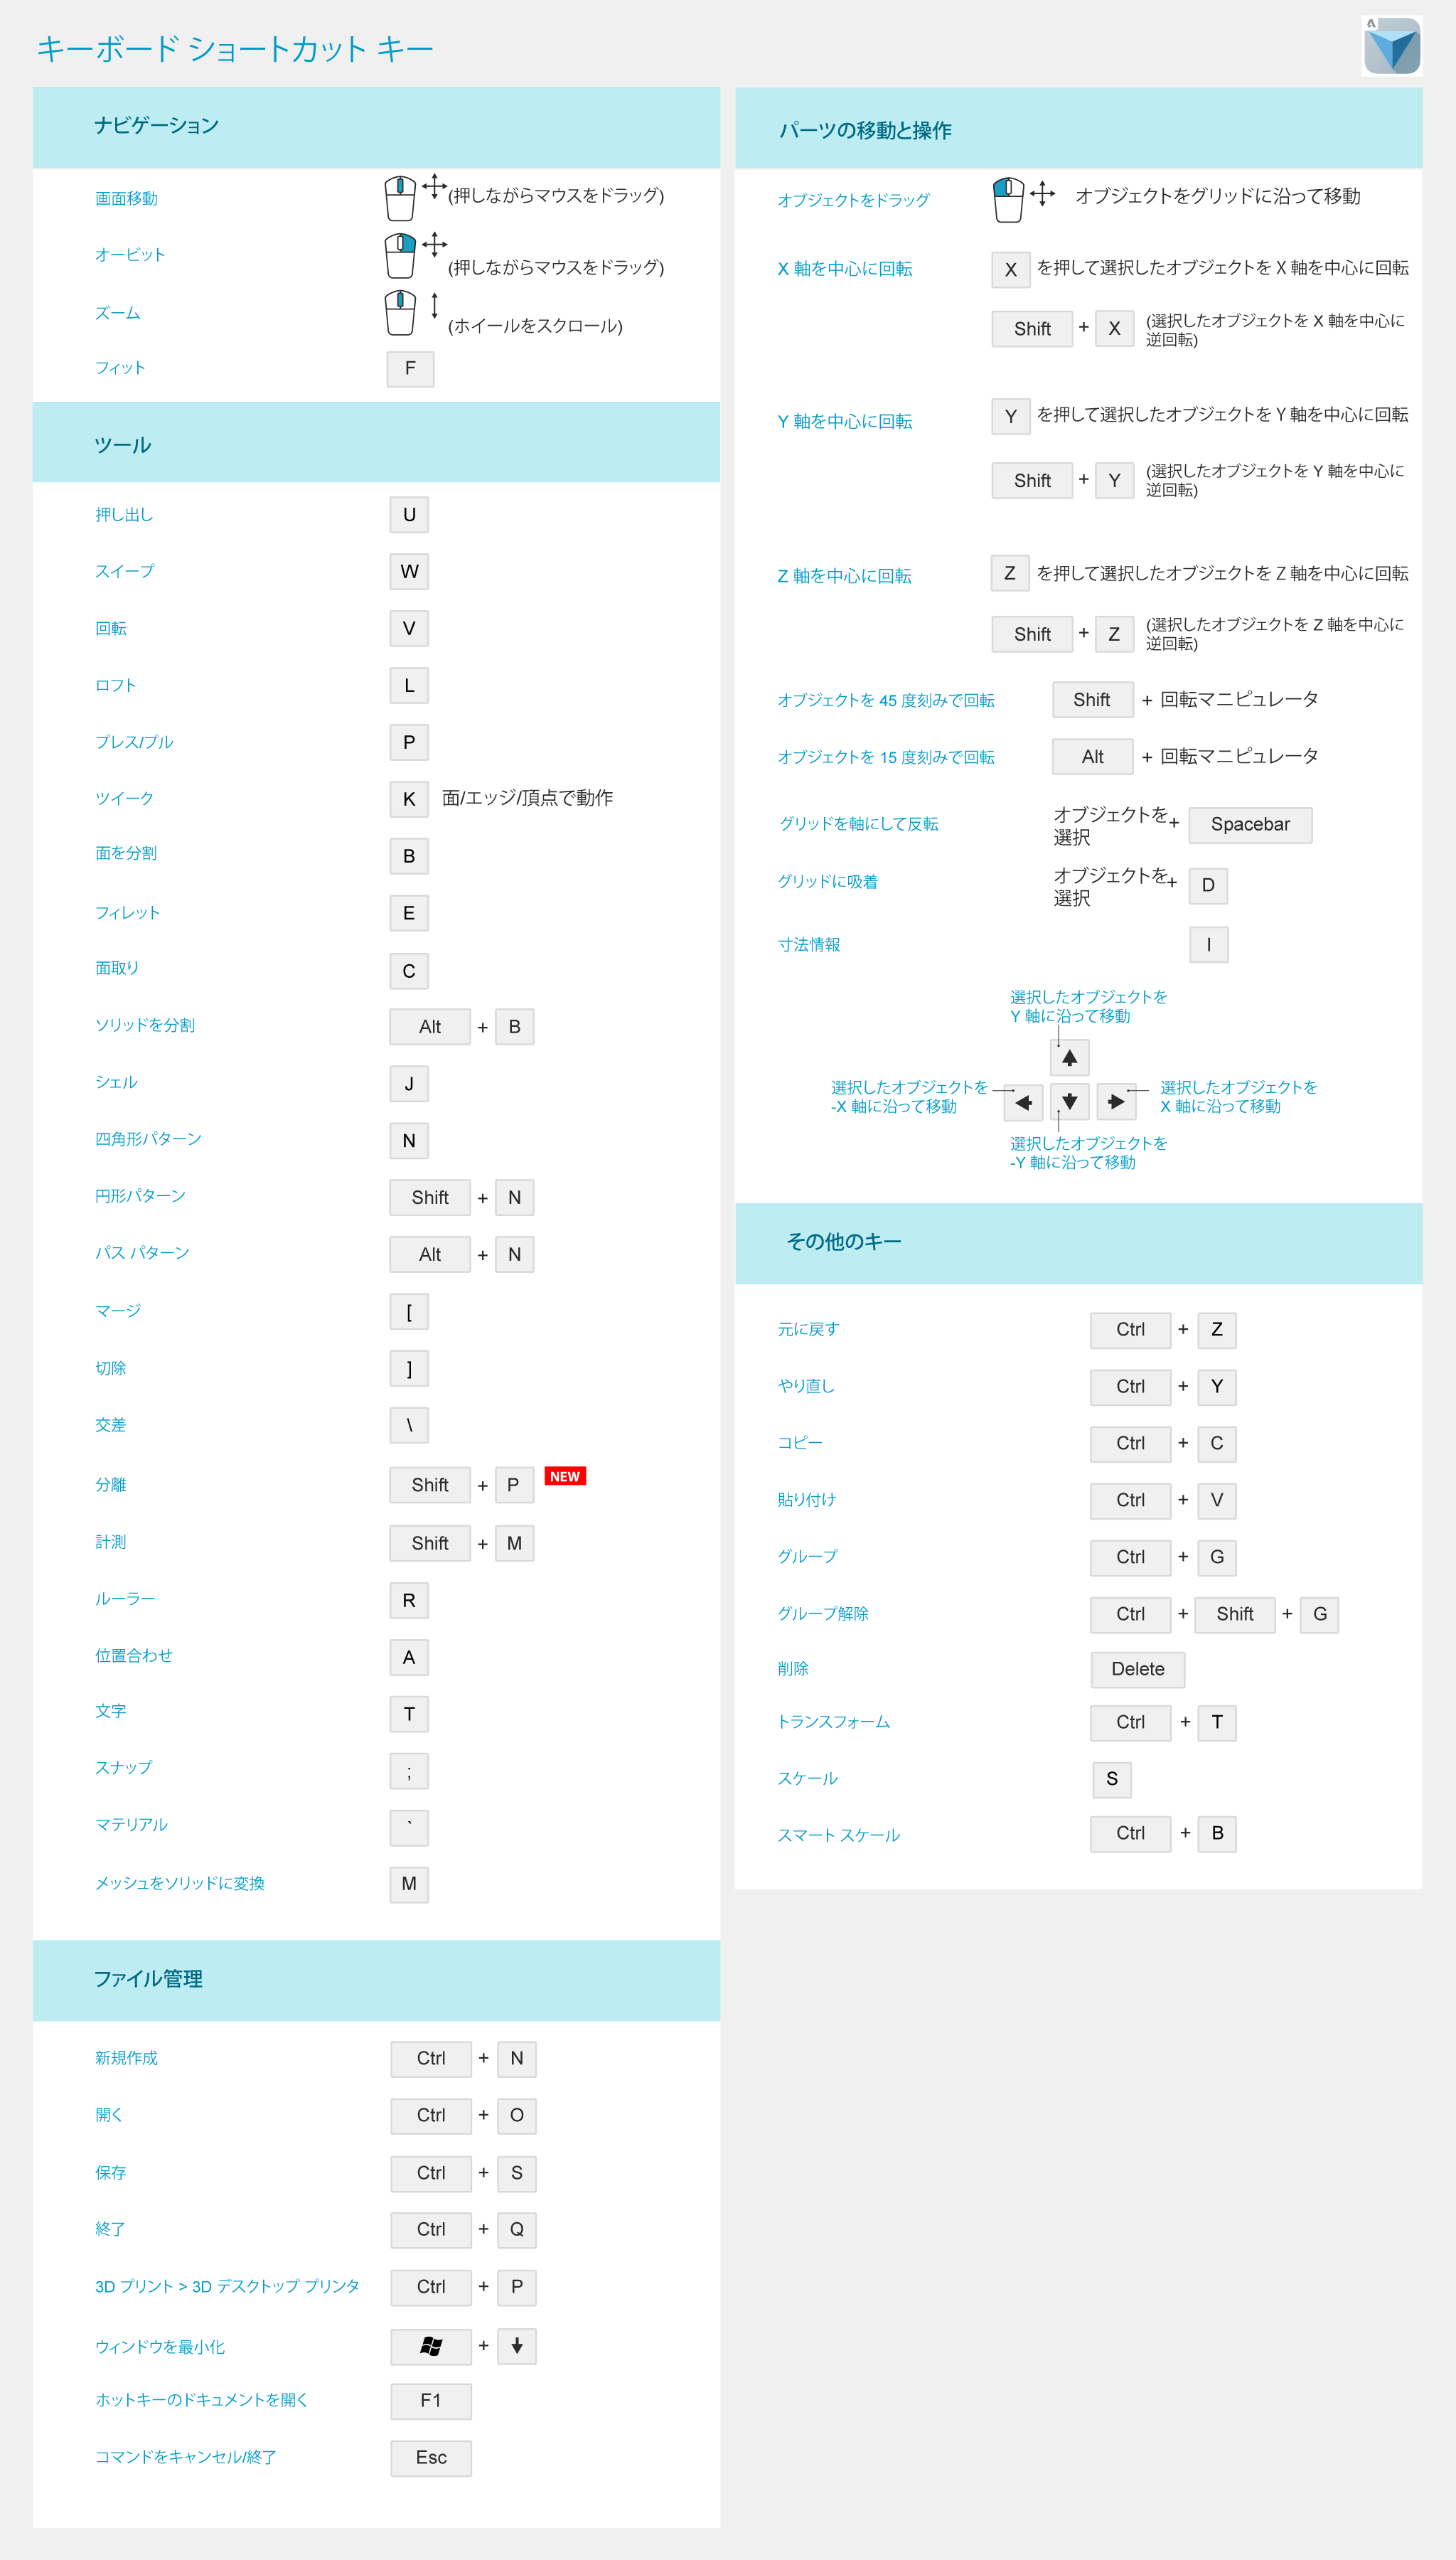 キーボード ショートカット キー
ナビゲーション
画面移動 (押しながらマウスをドラッグ)
オービット (押しながらマウスをドラッグ)
ズーム (ホイールをスクロール)
フィット F
ツール
押し出し U
スイープ W
回転 V
ロフト L
プレス/プル P
ツイーク K 面/エッジ/頂点で動作
面を分割 B
フィレット E
面取り C
ソリッドを分割 Alt + B
シェル J
四角形パターン N
円形パターン Shift + N
パス パターン Alt + N
マージ [
切除 ]
交差 \
分離 Shift + P NEW
計測 Shift + M
ルーラー R
位置合わせ A
文字 T
スナップ ;
マテリアル `
メッシュをソリッドに変換 M
ファイル管理
新規作成 Ctrl + N
開く Ctrl + O
保存 Ctrl + S
終了 Ctrl + Q
3D プリント > 3D デスクトップ プリンタ Ctrl + P
ウィンドウを最小化 +
ホットキーのドキュメントを開く F1
コマンドをキャンセル/終了 Esc
A
パーツの移動と操作
オブジェクトをドラッグ オブジェクトをグリッドに沿って移動
X 軸を中心に回転 X を押して選択したオブジェクトを X 軸を中心に回転
Shift + X (選択したオブジェクトを X 軸を中心に
逆回転)
Y 軸を中心に回転 Y を押して選択したオブジェクトを Y 軸を中心に回転
Shift + Y (選択したオブジェクトを Y 軸を中心に
逆回転)
Z 軸を中心に回転 Z を押して選択したオブジェクトを Z 軸を中心に回転
Shift + Z (選択したオブジェクトを Z 軸を中心に
逆回転)
オブジェクトを 45 度刻みで回転 Shift + 回転マニピュレータ
オブジェクトを 15 度刻みで回転 Alt + 回転マニピュレータ
グリッドを軸にして反転 オブジェクトを + Spacebar
選択
グリッドに吸着 オブジェクトを + D
選択
寸法情報 I
選択したオブジェクトを
Y 軸に沿って移動
選択したオブジェクトを
-X 軸に沿って移動
選択したオブジェクトを
X 軸に沿って移動
選択したオブジェクトを
-Y 軸に沿って移動
その他のキー
元に戻す Ctrl + Z
やり直し Ctrl + Y
コピー Ctrl + C
貼り付け Ctrl + V
グループ Ctrl + G
グループ解除 Ctrl + Shift + G
削除 Delete
トランスフォーム Ctrl + T
スケール S
スマート スケール Ctrl + B